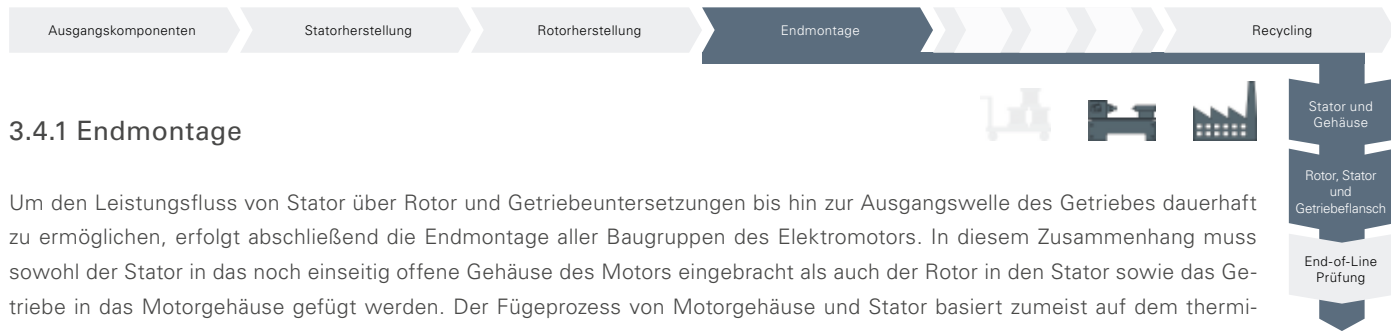 Ausgangskomponenten
Statorherstellung
Rotorherstellung
Endmontage
Recycling
Stator und
Gehäuse
3.4.1 Endmontage
Rotor, Stator
und
Getriebeflansch
Um den Leistungsfluss von Stator über Rotor und Getriebeuntersetzungen bis hin zur Ausgangswelle des Getriebes dauerhaft
zu ermöglichen, erfolgt abschließend die Endmontage aller Baugruppen des Elektromotors. In diesem Zusammenhang muss
sowohl der Stator in das noch einseitig offene Gehäuse des Motors eingebracht als auch der Rotor in den Stator sowie das Ge-
triebe in das Motorgehäuse gefügt werden. Der Fügeprozess von Motorgehäuse und Stator basiert zumeist auf dem thermi-
End-of-Line
Prüfung